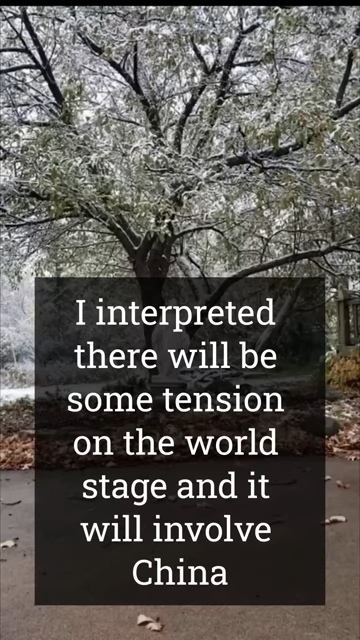 I interpreted
there will be
some tension
on the world
stage and it
will involve
China